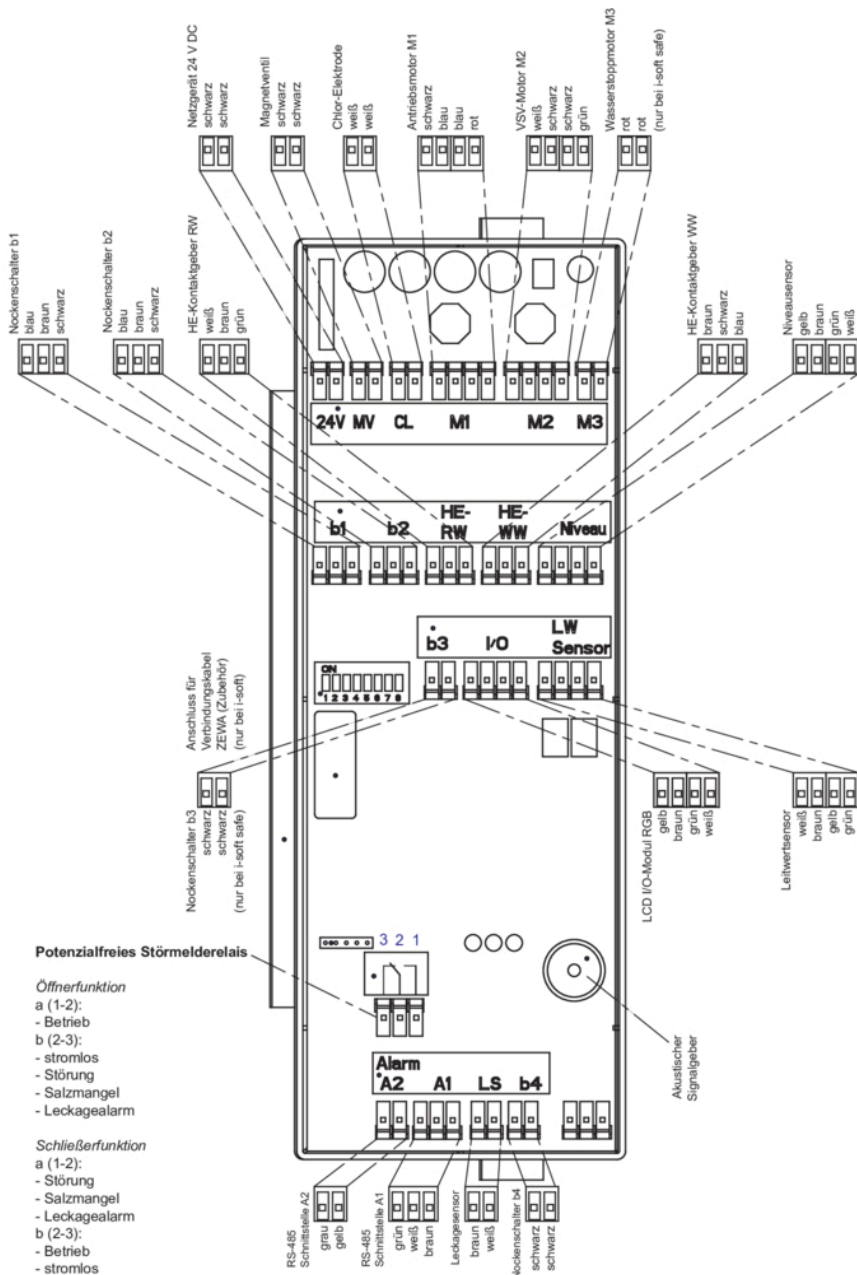 Netzgerät 24 V DC
schwarz
schwarz
Magnetventil
schwarz
schwarz
Chlor-Elektrode
weiß
weiß
Antriebsmotor M1
schwarz
blau
blau
rot
VSV-Motor M2
weiß
schwarz
schwarz
grün
Wasserstoppmotor M3
rot
rot
(nur bei i-soft safe)
Nockenschalter b1
blau
braun
schwarz
Nockenschalter b2
blau
braun
schwarz
HE-Kontaktgeber RW
weiß
braun
grün
HE-Kontaktgeber WW
braun
schwarz
blau
Niveausensor
gelb
braun
grün
weiß
24V MV CL M1 M2 M3
b1 b2 HE-RW HE-WW Niveau
b3 I/O LW Sensor
ON
1 2 3 4 5 6 7 8
Anschluss für
Verbindungskabel
ZEWA (Zubehör)
(nur bei i-soft)
Nockenschalter b3
schwarz
schwarz
(nur bei i-soft safe)
LCD I/O-Modul RGB
gelb
braun
grün
weiß
Leitwertsensor
weiß
braun
gelb
grün
3 2 1
Potenzialfreies Störmelderelais
Öffnerfunktion
a (1-2):
- Betrieb
b (2-3):
- stromlos
- Störung
- Salzmangel
- Leckagealarm
Schließerfunktion
a (1-2):
- Störung
- Salzmangel
- Leckagealarm
b (2-3):
- Betrieb
- stromlos
Akustischer
Signalgeber
Alarm
A2 A1 LS b4
RS-485
Schnittstelle A2
grau
gelb
RS-485
Schnittstelle A1
grün
weiß
braun
Leckagesensor
braun
weiß
Nockenschalter b4
schwarz
schwarz